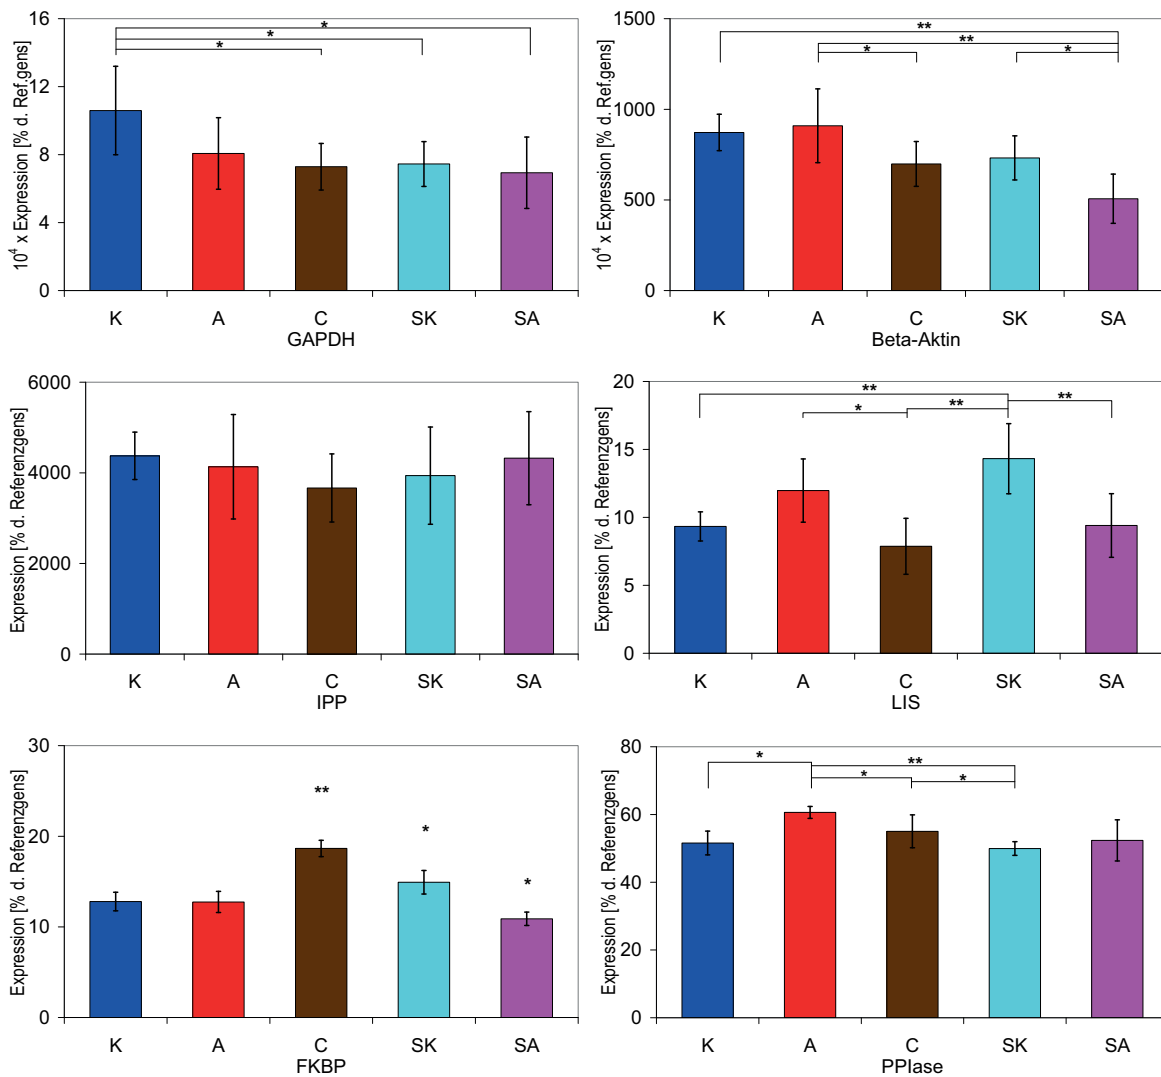 10⁴ x Expression [% d. Ref.gens]
16
12
8
4
0
* * *
K A C SK SA
GAPDH
10⁴ x Expression [% d. Ref.gens]
1500
1000
500
0
** ** * *
K A C SK SA
Beta-Aktin
Expression [% d. Referenzgens]
6000
4000
2000
0
K A C SK SA
IPP
Expression [% d. Referenzgens]
20
15
10
5
0
** * ** **
K A C SK SA
LIS
Expression [% d. Referenzgens]
30
20
10
0
** * *
K A C SK SA
FKBP
Expression [% d. Referenzgens]
80
60
40
20
0
* ** * *
K A C SK SA
PPIase